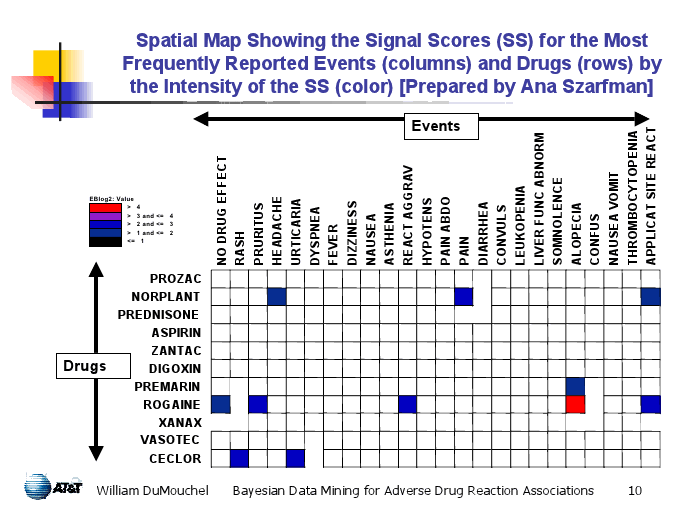 Spatial Map Showing the Signal Scores (SS) for the Most
Frequently Reported Events (columns) and Drugs (rows) by
the Intensity of the SS (color) [Prepared by Ana Szarfman]
Events
EBlog2: Value
> 4
> 3 and <= 4
> 2 and <= 3
> 1 and <= 2
<= 1
NO DRUG EFFECT
RASH
PRURITUS
HEADACHE
URTICARIA
DYSPNEA
FEVER
DIZZINESS
NAUSEA
ASTHENIA
REACT AGGRAV
HYPOTENS
PAIN ABDO
PAIN
DIARRHEA
CONVULS
LEUKOPENIA
LIVER FUNC ABNORM
SOMNOLENCE
ALOPECIA
CONFUS
NAUSEA VOMIT
THROMBOCYTOPENIA
APPLICAT SITE REACT
Drugs
PROZAC
NORPLANT
PREDNISONE
ASPIRIN
ZANTAC
DIGOXIN
PREMARIN
ROGAINE
XANAX
VASOTEC
CECLOR
AT&T
William DuMouchel Bayesian Data Mining for Adverse Drug Reaction Associations 10